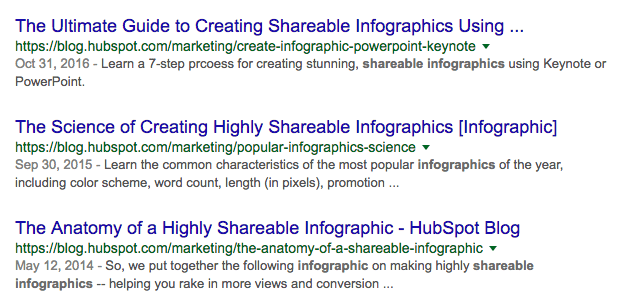 The Ultimate Guide to Creating Shareable Infographics Using ...
https://blog.hubspot.com/marketing/create-infographic-powerpoint-keynote
Oct 31, 2016 - Learn a 7-step prcoess for creating stunning, shareable infographics using Keynote or
PowerPoint.
The Science of Creating Highly Shareable Infographics [Infographic]
https://blog.hubspot.com/marketing/popular-infographics-science
Sep 30, 2015 - Learn the common characteristics of the most popular infographics of the year,
including color scheme, word count, length (in pixels), promotion ...
The Anatomy of a Highly Shareable Infographic - HubSpot Blog
https://blog.hubspot.com/marketing/the-anatomy-of-a-shareable-infographic
May 12, 2014 - So, we put together the following infographic on making highly shareable
infographics -- helping you rake in more views and conversion ...